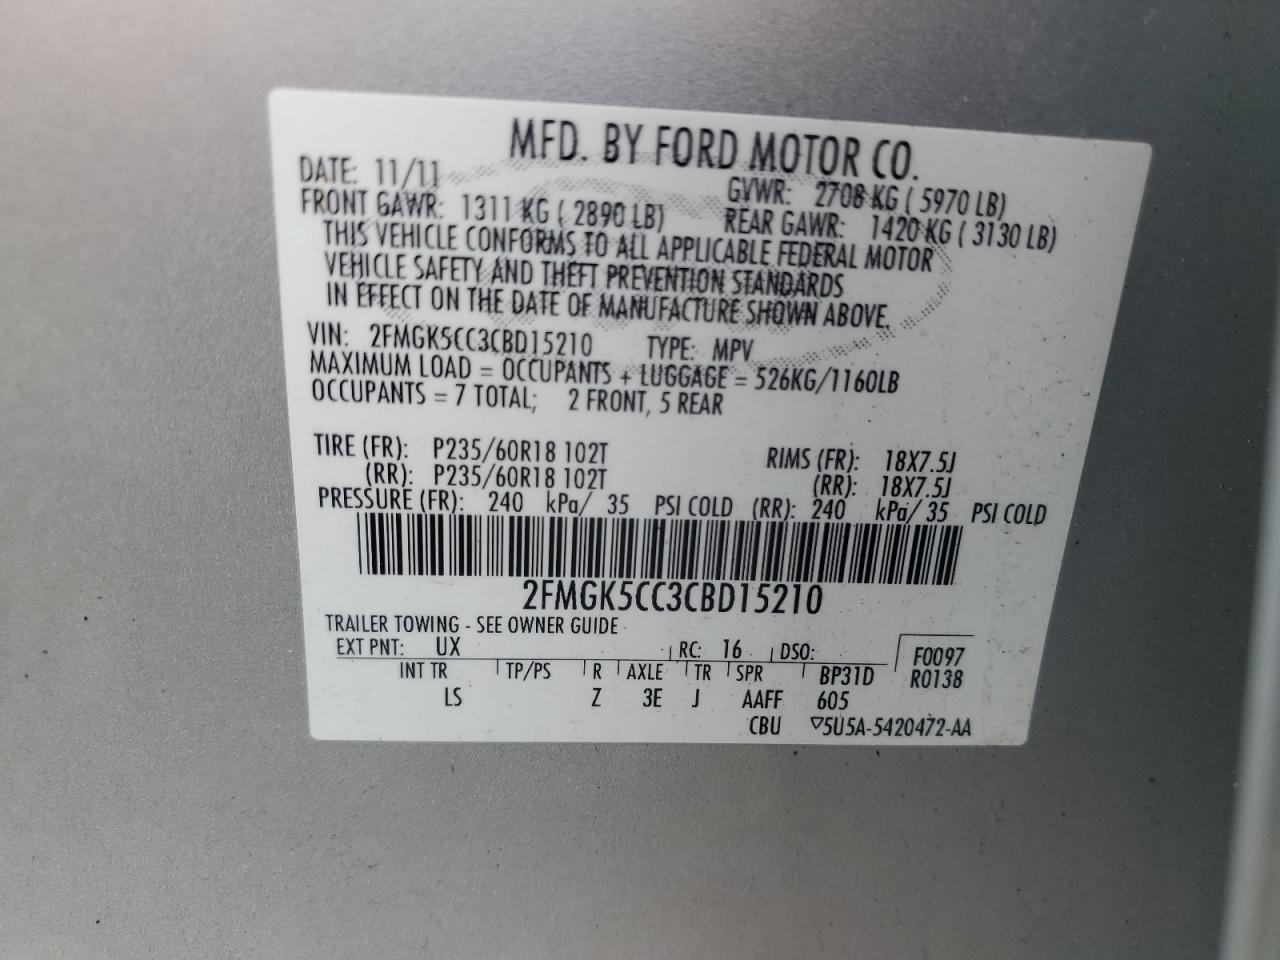 MFD. BY FORD MOTOR CO.
DATE: 11/11 GVWR: 2708 KG ( 5970 LB)
FRONT GAWR: 1311 KG ( 2890 LB) REAR GAWR: 1420 KG ( 3130 LB)
THIS VEHICLE CONFORMS TO ALL APPLICABLE FEDERAL MOTOR
VEHICLE SAFETY AND THEFT PREVENTION STANDARDS
IN EFFECT ON THE DATE OF MANUFACTURE SHOWN ABOVE.
VIN: 2FMGK5CC3CBD15210 TYPE: MPV
MAXIMUM LOAD = OCCUPANTS + LUGGAGE = 526KG/1160LB
OCCUPANTS = 7 TOTAL; 2 FRONT, 5 REAR
TIRE (FR): P235/60R18 102T RIMS (FR): 18X7.5J
(RR): P235/60R18 102T (RR): 18X7.5J
PRESSURE (FR): 240 kPa/ 35 PSI COLD (RR): 240 kPa/ 35 PSI COLD
2FMGK5CC3CBD15210
TRAILER TOWING - SEE OWNER GUIDE
EXT PNT: UX RC: 16 DSO: F0097
INT TR TP/PS R AXLE TR SPR BP31D R0138
LS Z 3E J AAFF 605
CBU ▽5U5A-5420472-AA